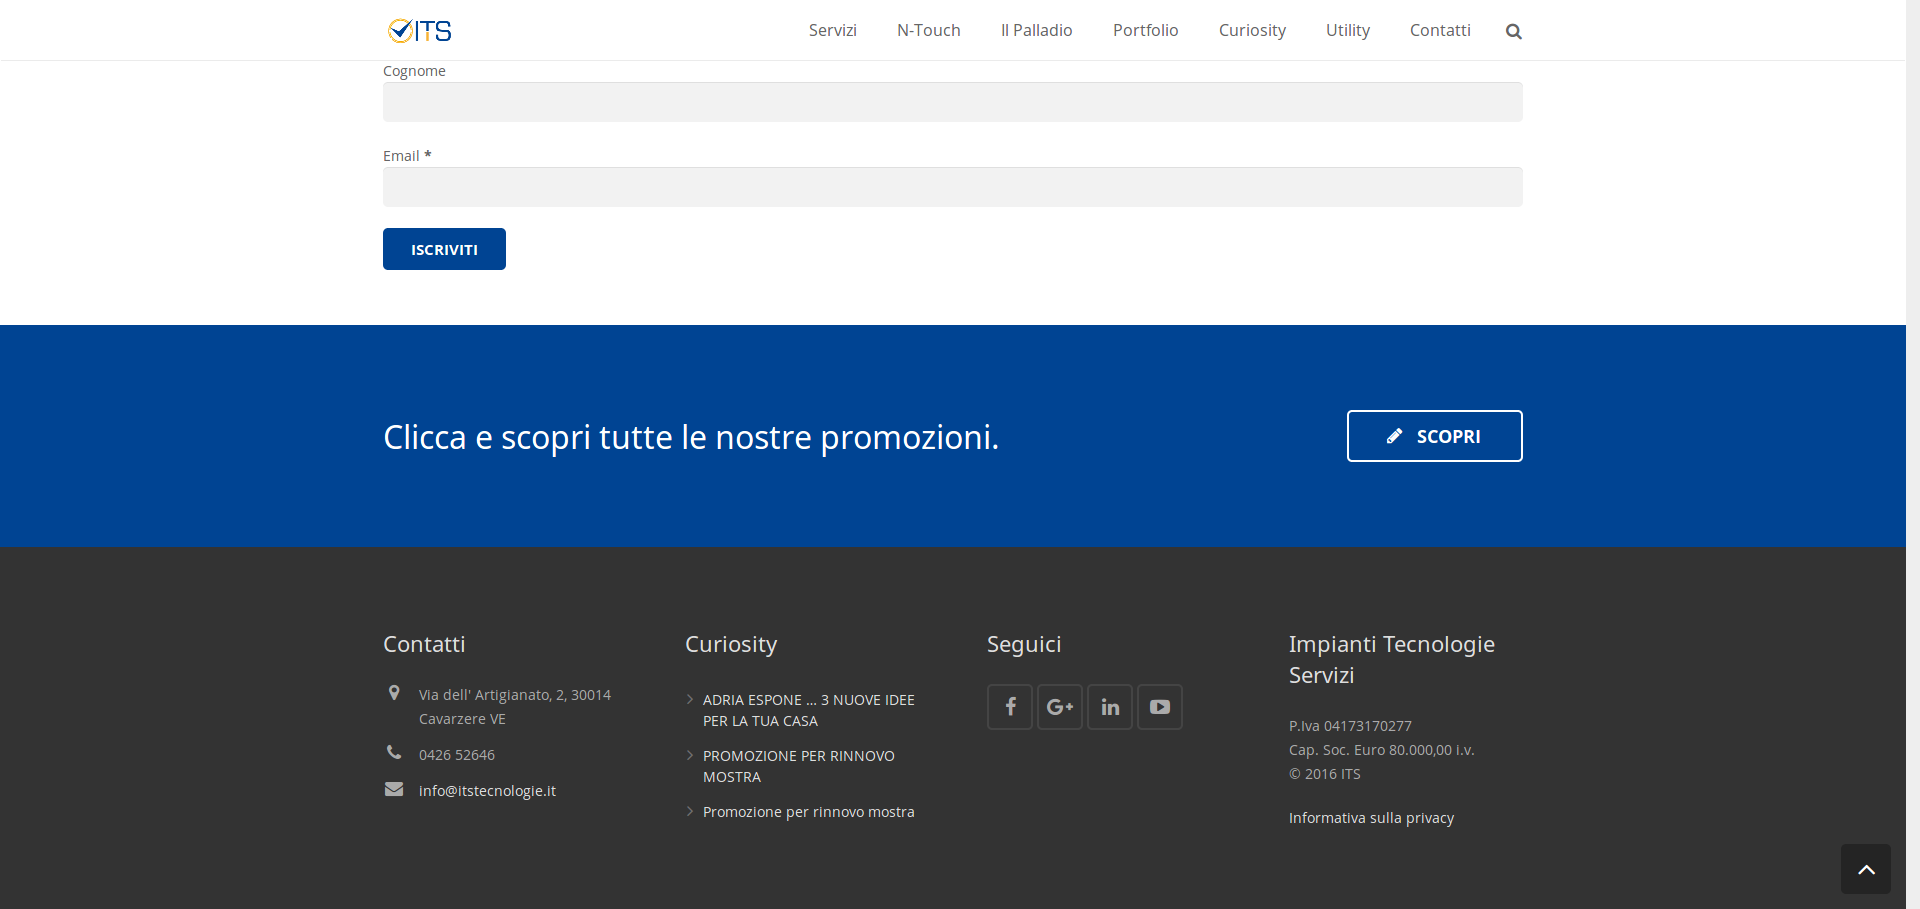 ITS
Servizi
N-Touch
Il Palladio
Portfolio
Curiosity
Utility
Contatti
Cognome
Email *
ISCRIVITI
Clicca e scopri tutte le nostre promozioni.
SCOPRI
Contatti
Via dell' Artigianato, 2, 30014
Cavarzere VE
0426 52646
info@itstecnologie.it
Curiosity
ADRIA ESPONE ... 3 NUOVE IDEE
PER LA TUA CASA
PROMOZIONE PER RINNOVO
MOSTRA
Promozione per rinnovo mostra
Seguici
Impianti Tecnologie
Servizi
P.Iva 04173170277
Cap. Soc. Euro 80.000,00 i.v.
© 2016 ITS
Informativa sulla privacy